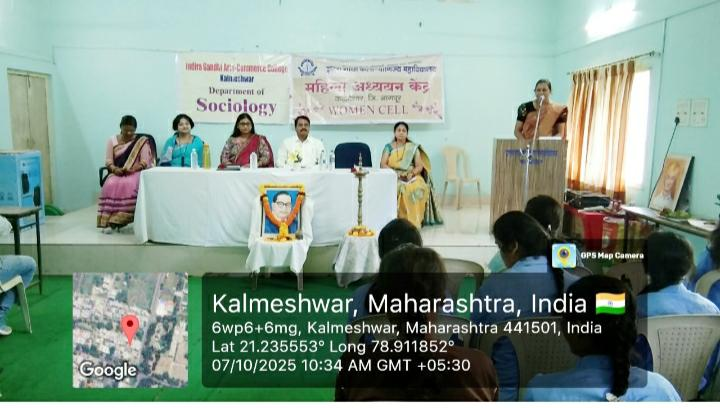 Indira Gandhi Arts-Commerce College
Kalmeshwar
Department of
Sociology
महिला अध्ययन केंद्र
कळमेश्वर, जि. नागपूर
WOMEN CELL
GPS Map Camera
Kalmeshwar, Maharashtra, India
6wp6+6mg, Kalmeshwar, Maharashtra 441501, India
Lat 21.235553° Long 78.911852°
07/10/2025 10:34 AM GMT +05:30
Google